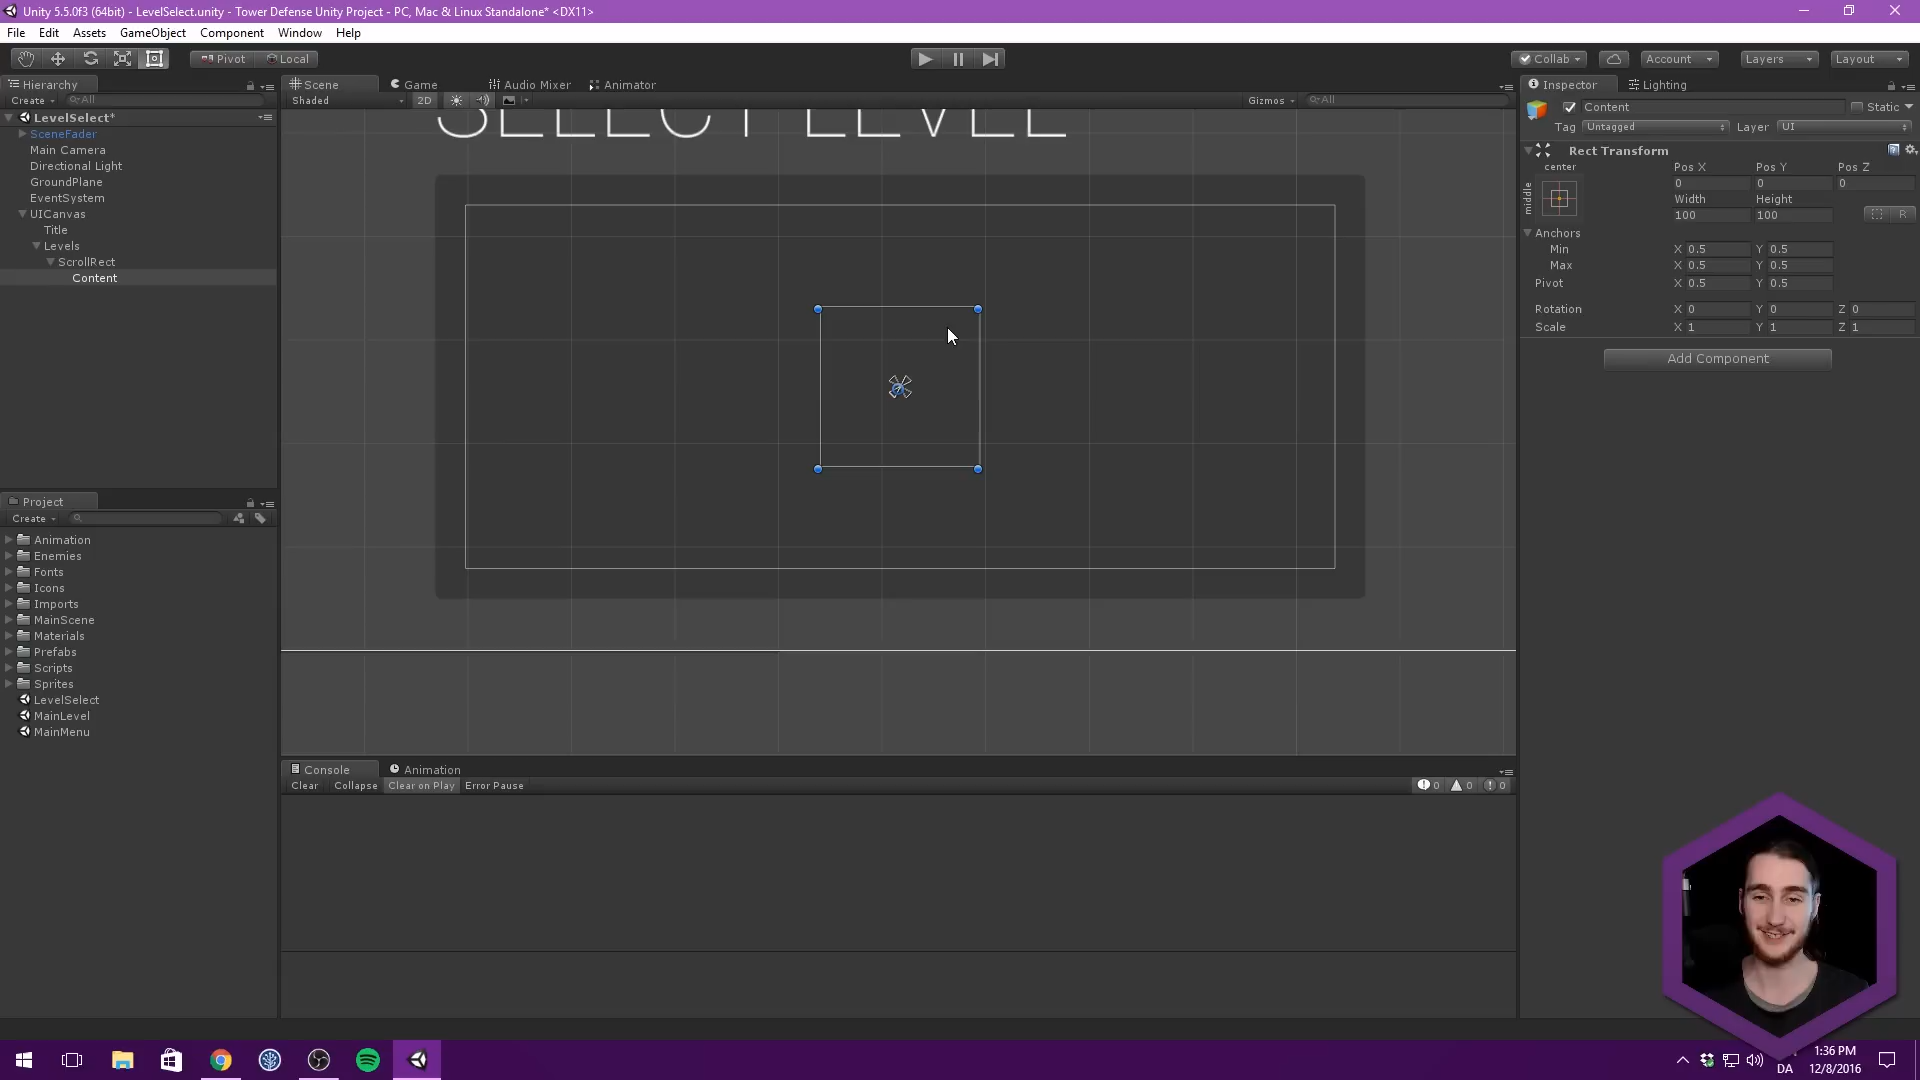 Unity 5.5.0f3 (64bit) - LevelSelect.unity - Tower Defense Unity Project - PC, Mac & Linux Standalone* <DX11>
File Edit Assets GameObject Component Window Help
Pivot Local Collab Account Layers Layout
Hierarchy Scene Game Audio Mixer Animator Inspector Lighting
Create All Shaded 2D Gizmos All
Content Static
Tag Untagged Layer UI
LevelSelect*
SceneFader
Main Camera
Directional Light
GroundPlane
EventSystem
UICanvas
Title
Levels
ScrollRect
Content
SELECT LEVEL
Rect Transform
center Pos X Pos Y Pos Z
middle
0 0 0
Width Height
100 100 R
Anchors
Min X 0.5 Y 0.5
Max X 0.5 Y 0.5
Pivot X 0.5 Y 0.5
Rotation X 0 Y 0 Z 0
Scale X 1 Y 1 Z 1
Add Component
Project
Create
Animation
Enemies
Fonts
Icons
Imports
MainScene
Materials
Prefabs
Scripts
Sprites
LevelSelect
MainLevel
MainMenu
Console Animation
Clear Collapse Clear on Play Error Pause 0 0 0
1:36 PM
DA 12/8/2016